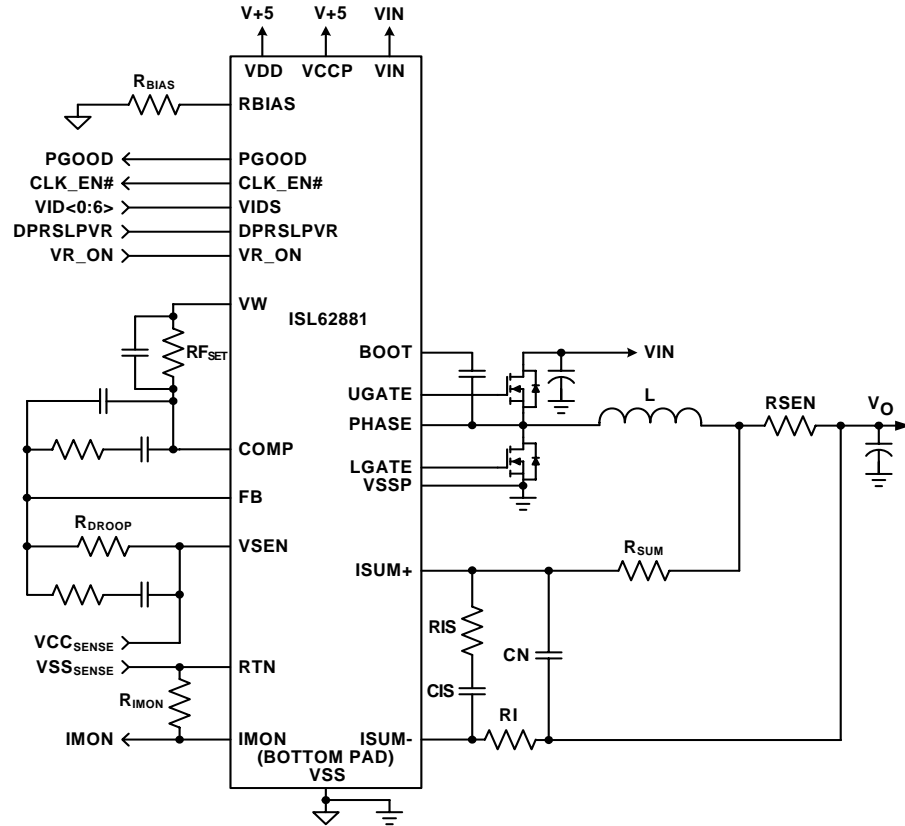 V+5 V+5 VIN
VDD VCCP VIN
RBIAS
RBIAS
PGOOD PGOOD
CLK_EN# CLK_EN#
VID<0:6> VIDS
DPRSLPVR DPRSLPVR
VR_ON VR_ON
VW
ISL62881
RFSET
BOOT
VIN
UGATE
L
RSEN
VO
PHASE
COMP
LGATE
VSSP
FB
RDROOP
VSEN
ISUM+
RSUM
RIS
CN
VCCSENSE
VSSSENSE RTN
CIS
RIMON
RI
IMON IMON ISUM-
(BOTTOM PAD)
VSS